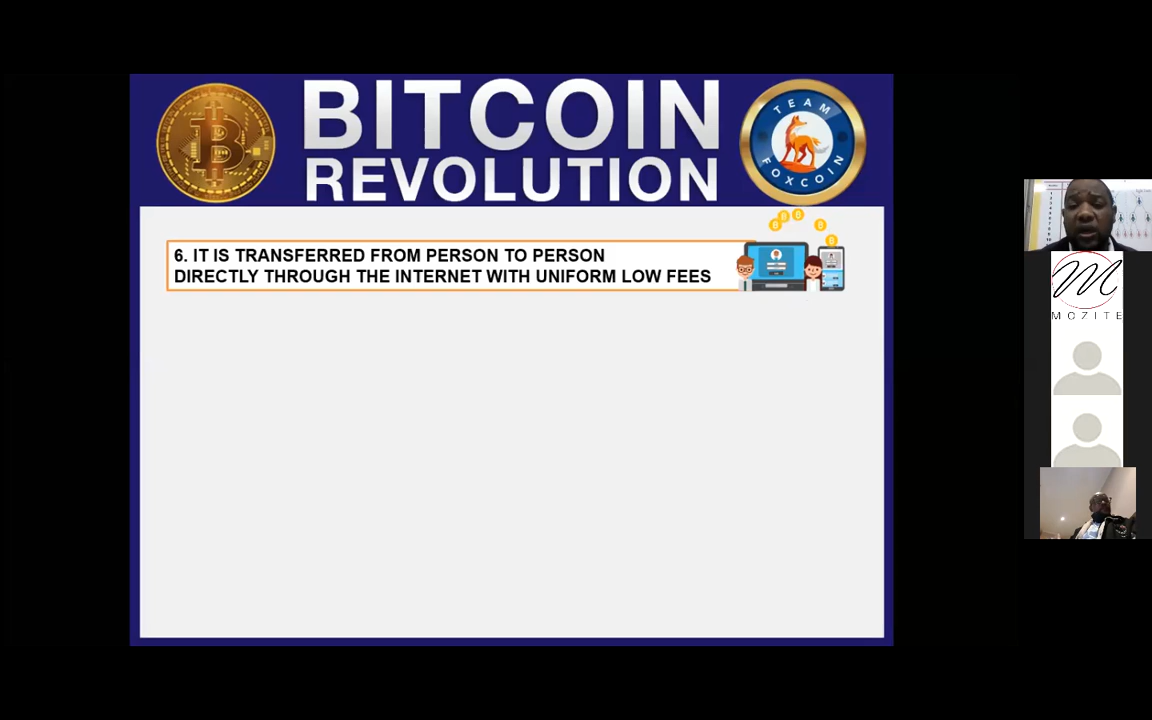 BITCOIN
REVOLUTION
TEAM
FOXCOIN
6. IT IS TRANSFERRED FROM PERSON TO PERSON
DIRECTLY THROUGH THE INTERNET WITH UNIFORM LOW FEES
M
MOZITE